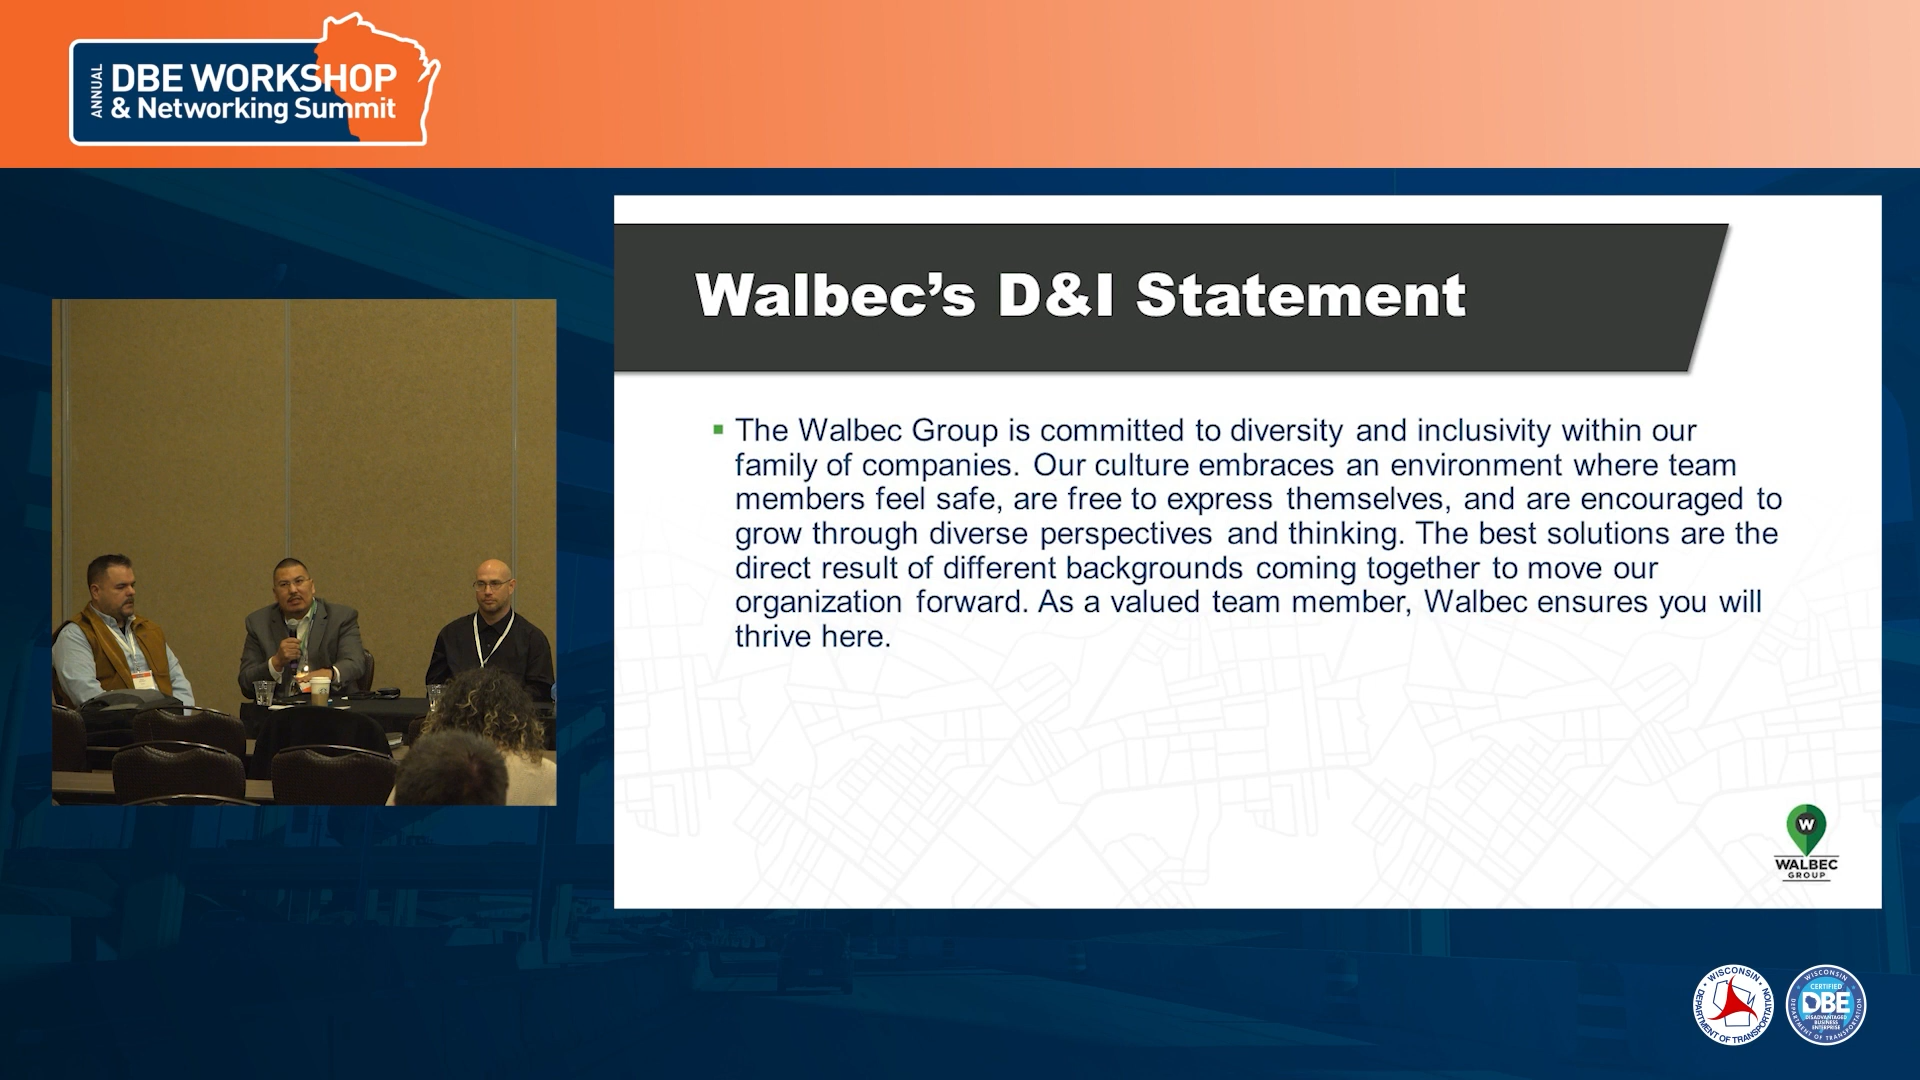 ANNUAL
DBE WORKSHOP
& Networking Summit
Walbec’s D&I Statement
The Walbec Group is committed to diversity and inclusivity within our
family of companies. Our culture embraces an environment where team
members feel safe, are free to express themselves, and are encouraged to
grow through diverse perspectives and thinking. The best solutions are the
direct result of different backgrounds coming together to move our
organization forward. As a valued team member, Walbec ensures you will
thrive here.
W
WALBEC
GROUP
WISCONSIN
DEPARTMENT OF TRANSPORTATION
WISCONSIN
CERTIFIED
DBE
DISADVANTAGED
BUSINESS
ENTERPRISE
DEPARTMENT OF TRANSPORTATION